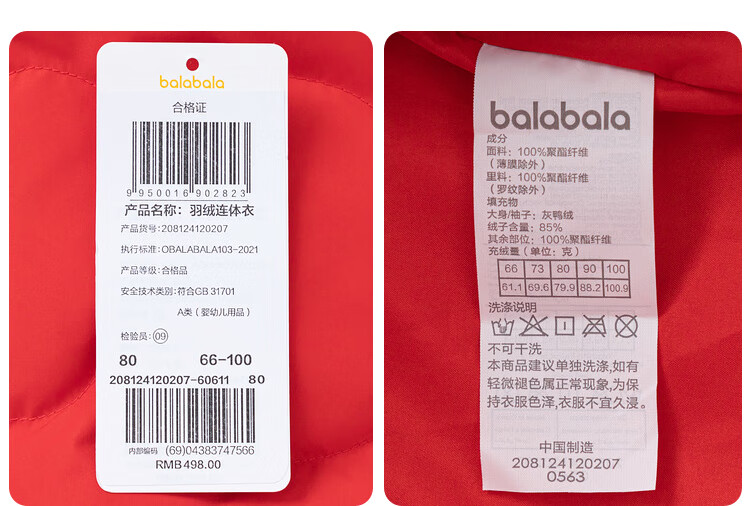 balabala
合格证
9 950016 902823
产品名称：羽绒连体衣
产品货号：208124120207
执行标准：OBALABALA103-2021
产品等级：合格品
安全技术类别：符合GB 31701
A类（婴幼儿用品）
检验员：09
80 66-100
208124120207-60611 80
内部编码 (69)04383747566
RMB 498.00
balabala
成分
面料：100%聚酯纤维
（薄膜除外）
里料：100%聚酯纤维
（罗纹除外）
填充物
大身/袖子：灰鸭绒
绒子含量：85%
其余部位：100%聚酯纤维
充绒量（单位：克）
66 73 80 90 100
61.1 69.6 79.9 88.2 100.9
洗涤说明
不可干洗
本商品建议单独洗涤,如有
轻微褪色属正常现象,为保
持衣服色泽,衣服不宜久浸。
中国制造
208124120207
0563